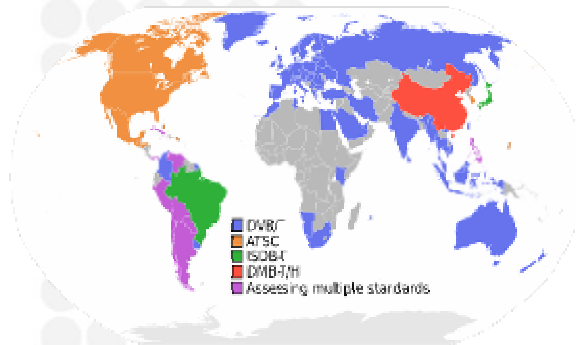 DVB-T
ATSC
ISDB-T
DMB-T/H
Assessing multiple standards